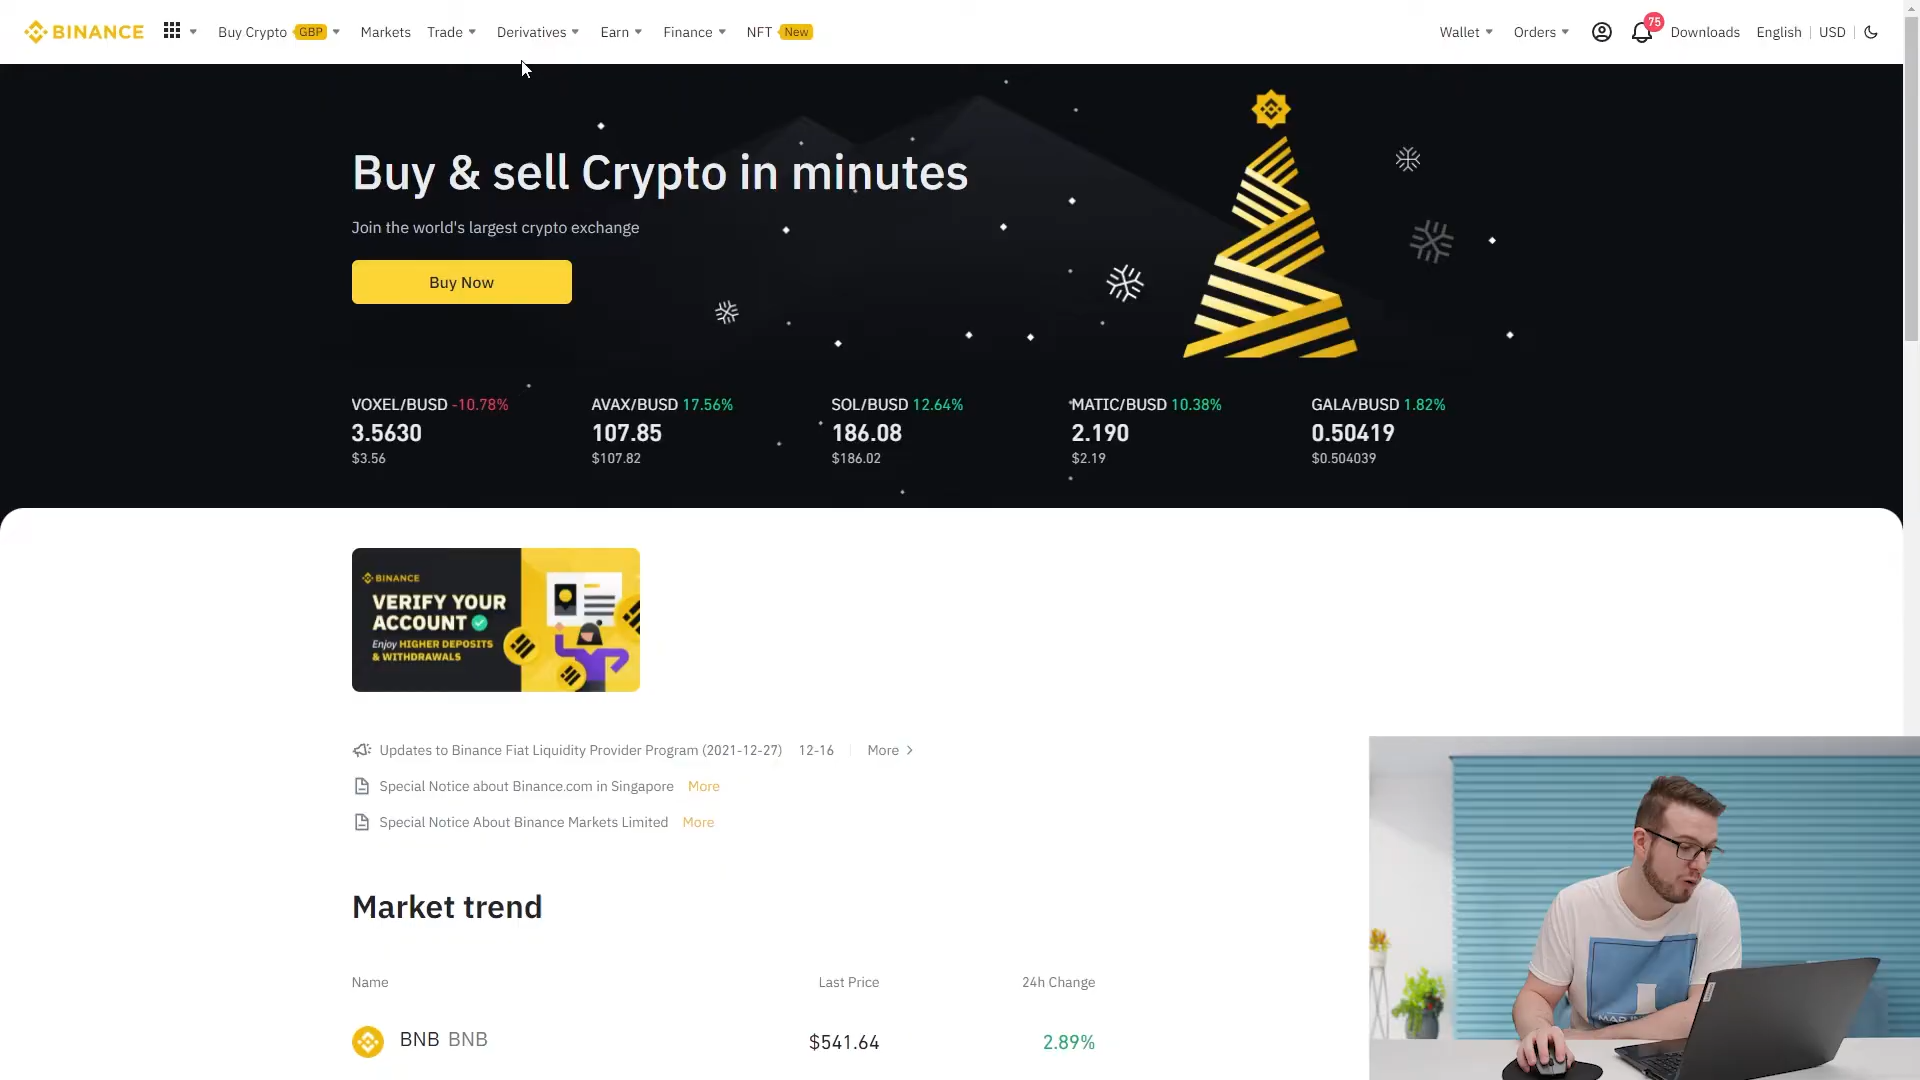 BINANCE
Buy Crypto GBP Markets Trade Derivatives Earn Finance NFT New
Wallet Orders 75 Downloads English USD
Buy & sell Crypto in minutes
Join the world's largest crypto exchange
Buy Now
VOXEL/BUSD -10.78% AVAX/BUSD 17.56% SOL/BUSD 12.64% MATIC/BUSD 10.38% GALA/BUSD 1.82%
3.5630 107.85 186.08 2.190 0.50419
$3.56 $107.82 $186.02 $2.19 $0.504039
BINANCE
VERIFY YOUR
ACCOUNT
Enjoy HIGHER DEPOSITS
& WITHDRAWALS
Updates to Binance Fiat Liquidity Provider Program (2021-12-27) 12-16 More
Special Notice about Binance.com in Singapore More
Special Notice About Binance Markets Limited More
Market trend
Name Last Price 24h Change
BNB BNB $541.64 2.89%